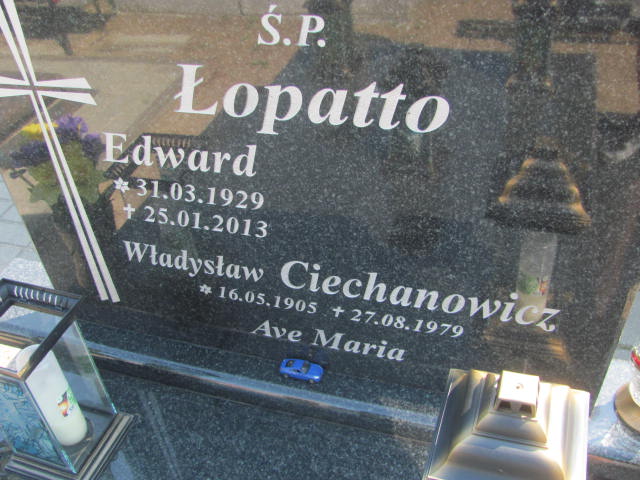 Ś.P.
Łopatto
Edward
* 31.03.1929
✝ 25.01.2013
Władysław Ciechanowicz
* 16.05.1905 ✝ 27.08.1979
Ave Maria